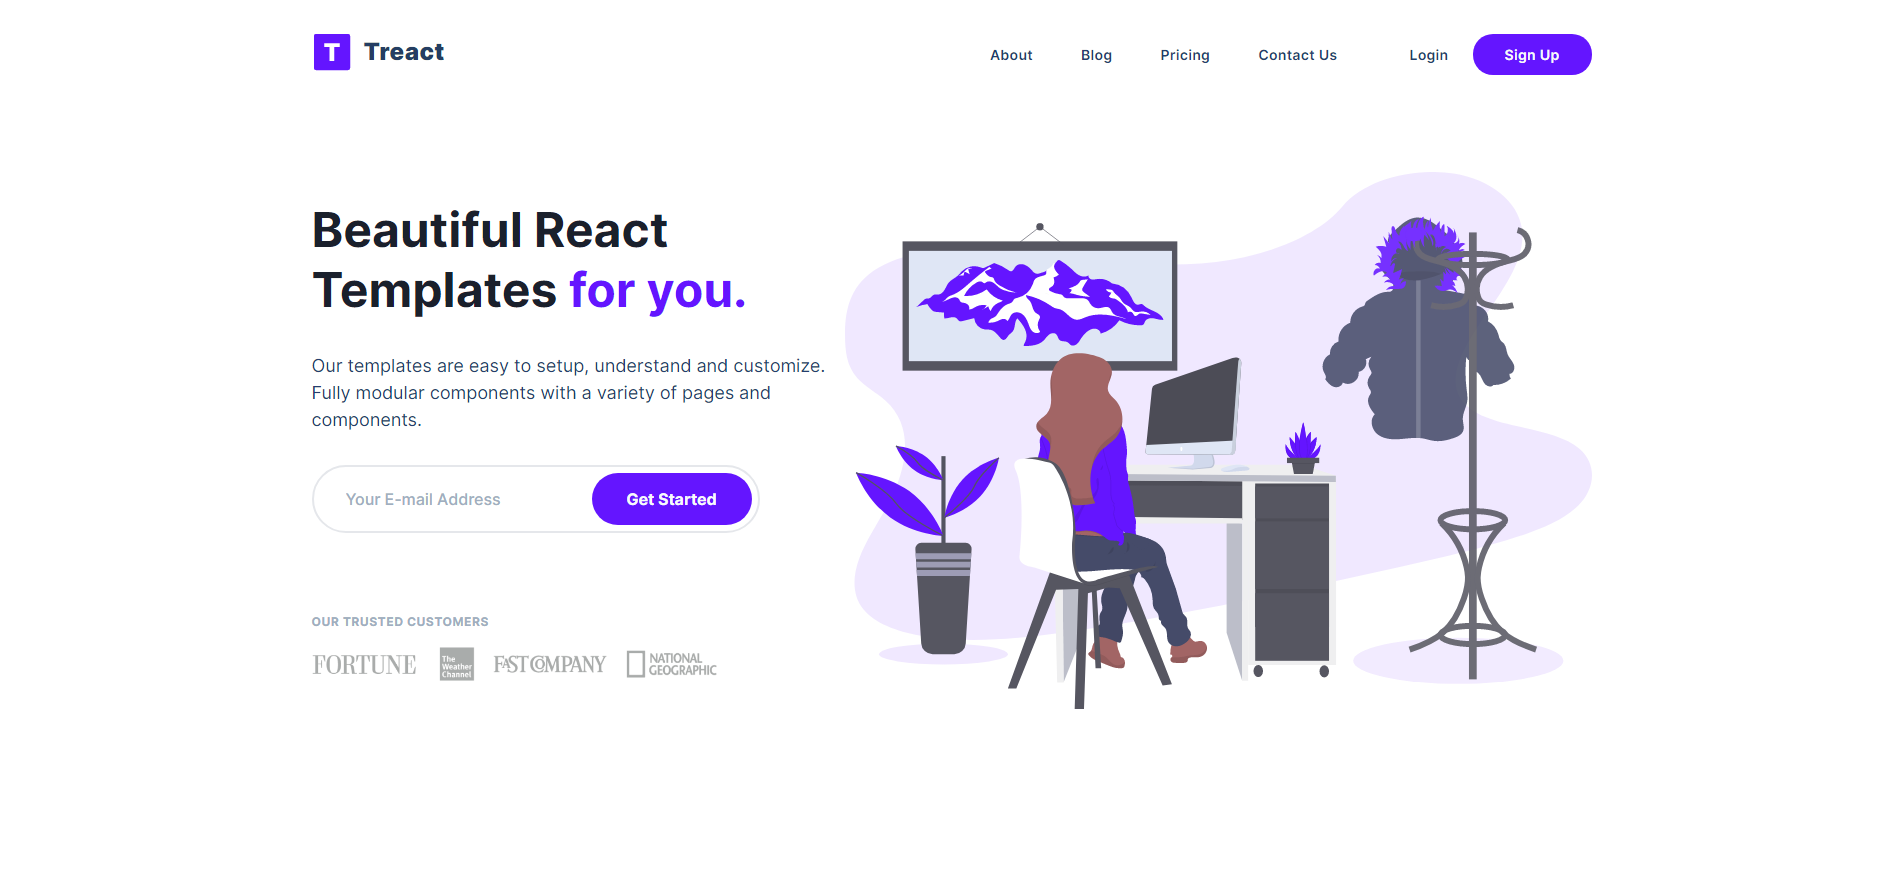 T Treact
About Blog Pricing Contact Us Login Sign Up
Beautiful React
Templates for you.
Our templates are easy to setup, understand and customize.
Fully modular components with a variety of pages and
components.
Your E-mail Address Get Started
OUR TRUSTED CUSTOMERS
FORTUNE
The
Weather
Channel
FAST COMPANY
NATIONAL
GEOGRAPHIC